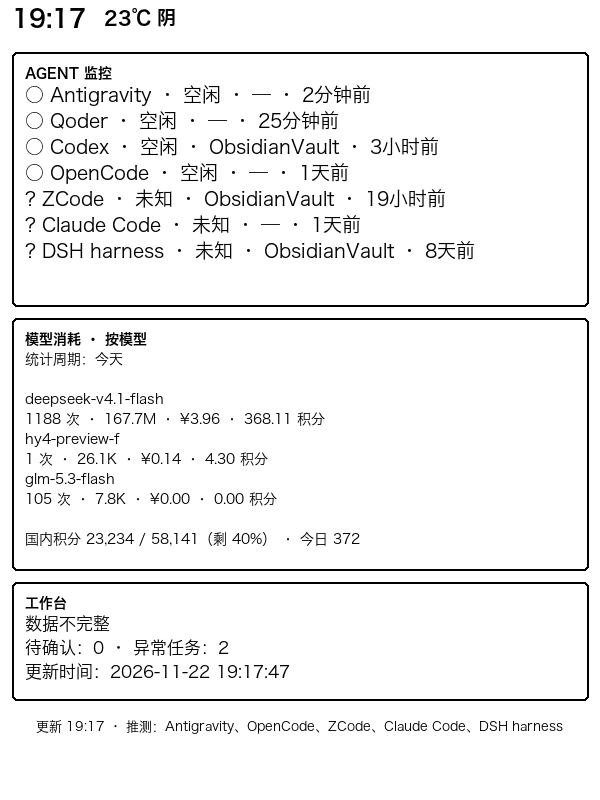 19:17 23℃ 阴
AGENT 监控
○ Antigravity · 空闲 · — · 2分钟前
○ Qoder · 空闲 · — · 25分钟前
○ Codex · 空闲 · ObsidianVault · 3小时前
○ OpenCode · 空闲 · — · 1天前
? ZCode · 未知 · ObsidianVault · 19小时前
? Claude Code · 未知 · — · 1天前
? DSH harness · 未知 · ObsidianVault · 8天前
模型消耗 · 按模型
统计周期：今天
deepseek-v4.1-flash
1188 次 · 167.7M · ¥3.96 · 368.11 积分
hy4-preview-f
1 次 · 26.1K · ¥0.14 · 4.30 积分
glm-5.3-flash
105 次 · 7.8K · ¥0.00 · 0.00 积分
国内积分 23,234 / 58,141（剩 40%） · 今日 372
工作台
数据不完整
待确认：0 · 异常任务：2
更新时间：2026-11-22 19:17:47
更新 19:17 · 推测：Antigravity、OpenCode、ZCode、Claude Code、DSH harness